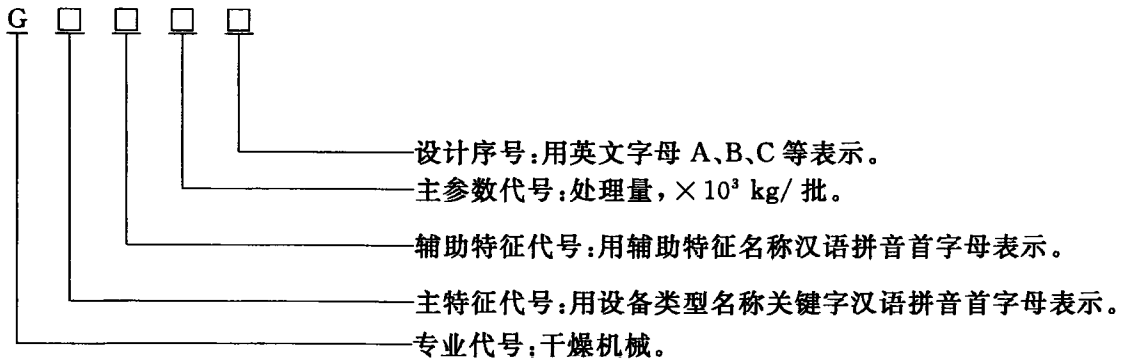 G □ □ □ □
设计序号:用英文字母 A、B、C 等表示。
主参数代号:处理量,×10³ kg/ 批。
辅助特征代号:用辅助特征名称汉语拼音首字母表示。
主特征代号:用设备类型名称关键字汉语拼音首字母表示。
专业代号:干燥机械。